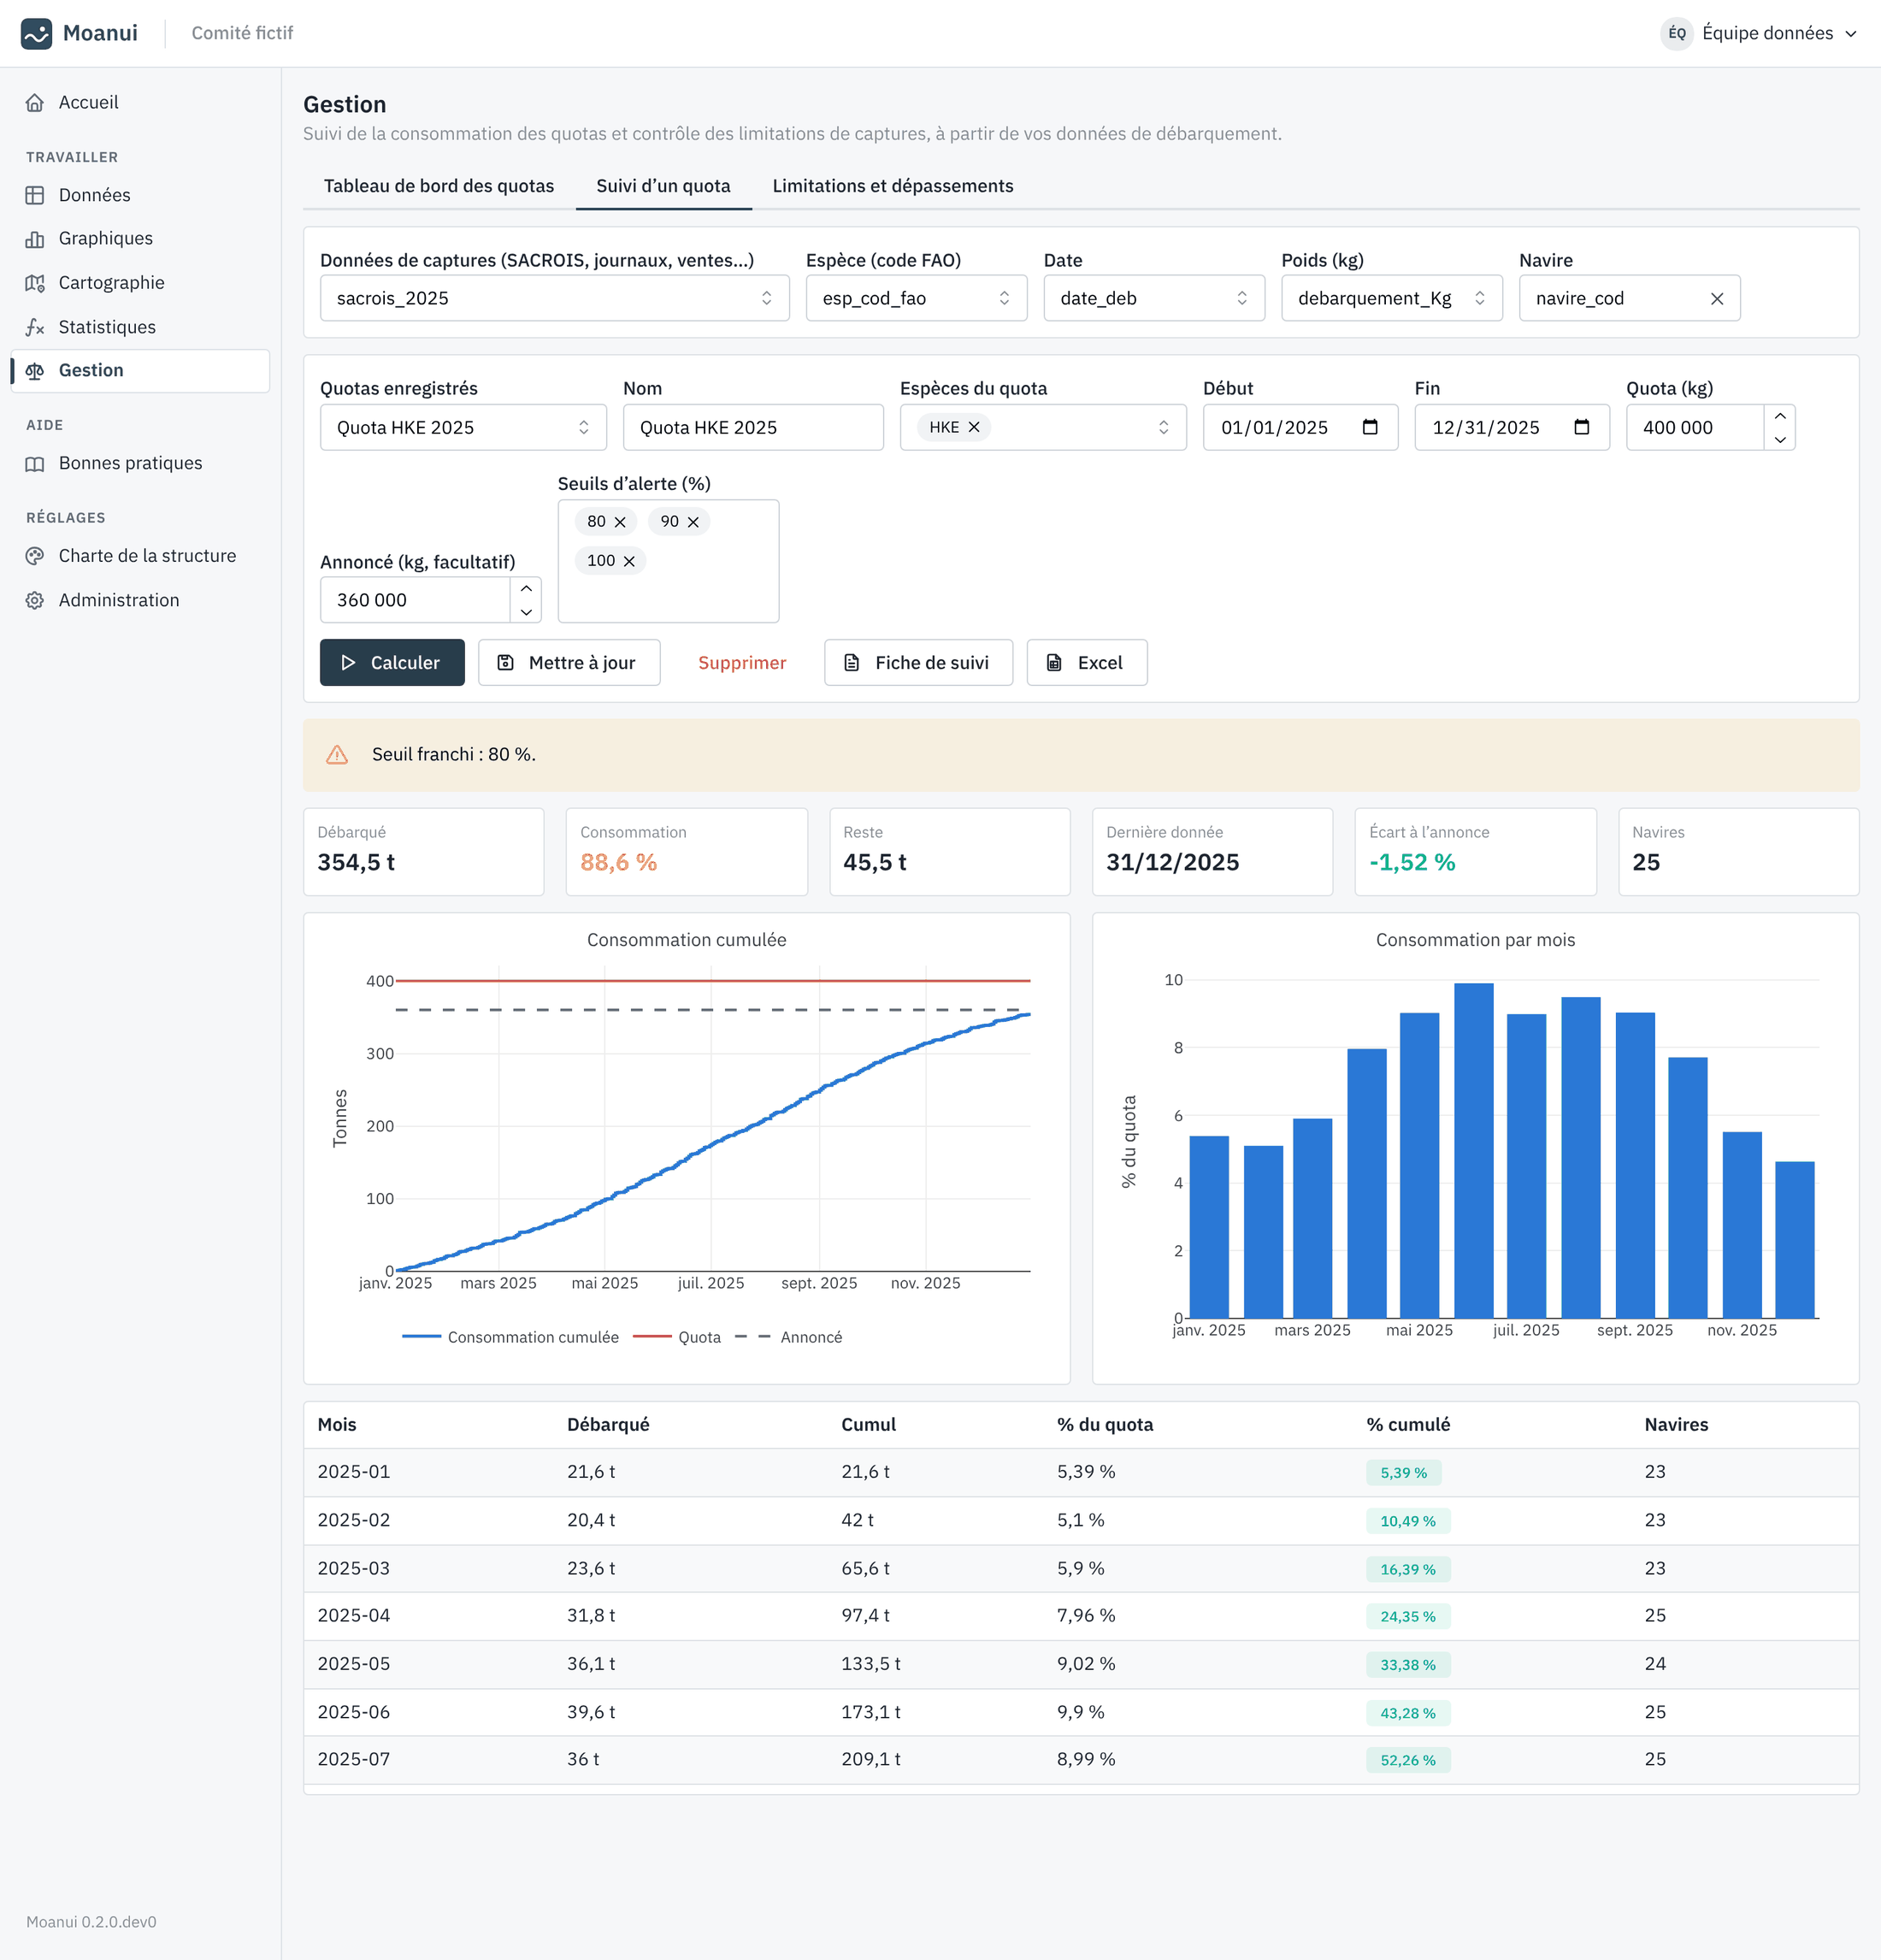 Moanui
Comité fictif
ÉQ Équipe données
Accueil
TRAVAILLER
Données
Graphiques
Cartographie
Statistiques
Gestion
AIDE
Bonnes pratiques
RÉGLAGES
Charte de la structure
Administration
Moanui 0.2.0.dev0
Gestion
Suivi de la consommation des quotas et contrôle des limitations de captures, à partir de vos données de débarquement.
Tableau de bord des quotas Suivi d’un quota Limitations et dépassements
Données de captures (SACROIS, journaux, ventes…) Espèce (code FAO) Date Poids (kg) Navire
sacrois_2025 esp_cod_fao date_deb debarquement_Kg navire_cod
Quotas enregistrés Nom Espèces du quota Début Fin Quota (kg)
Quota HKE 2025 Quota HKE 2025 HKE 01/01/2025 12/31/2025 400 000
Seuils d’alerte (%)
80 90
100
Annoncé (kg, facultatif)
360 000
Calculer Mettre à jour Supprimer Fiche de suivi Excel
Seuil franchi : 80 %.
Débarqué Consommation Reste Dernière donnée Écart à l’annonce Navires
354,5 t 88,6 % 45,5 t 31/12/2025 -1,52 % 25
Consommation cumulée
Tonnes
400
300
200
100
0
janv. 2025 mars 2025 mai 2025 juil. 2025 sept. 2025 nov. 2025
Consommation cumulée Quota Annoncé
Consommation par mois
% du quota
10
8
6
4
2
0
janv. 2025 mars 2025 mai 2025 juil. 2025 sept. 2025 nov. 2025
Mois Débarqué Cumul % du quota % cumulé Navires
2025-01 21,6 t 21,6 t 5,39 % 5,39 % 23
2025-02 20,4 t 42 t 5,1 % 10,49 % 23
2025-03 23,6 t 65,6 t 5,9 % 16,39 % 23
2025-04 31,8 t 97,4 t 7,96 % 24,35 % 25
2025-05 36,1 t 133,5 t 9,02 % 33,38 % 24
2025-06 39,6 t 173,1 t 9,9 % 43,28 % 25
2025-07 36 t 209,1 t 8,99 % 52,26 % 25